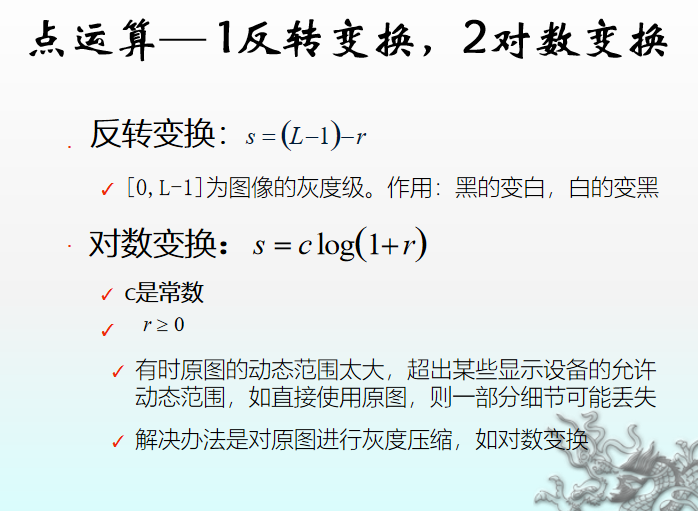 点运算—1反转变换，2对数变换
反转变换：s = (L−1)−r
✓ [0,L-1]为图像的灰度级。作用：黑的变白，白的变黑
对数变换：s = c log(1+r)
✓ c是常数
✓ r ≥ 0
✓ 有时原图的动态范围太大，超出某些显示设备的允许
动态范围，如直接使用原图，则一部分细节可能丢失
✓ 解决办法是对原图进行灰度压缩，如对数变换